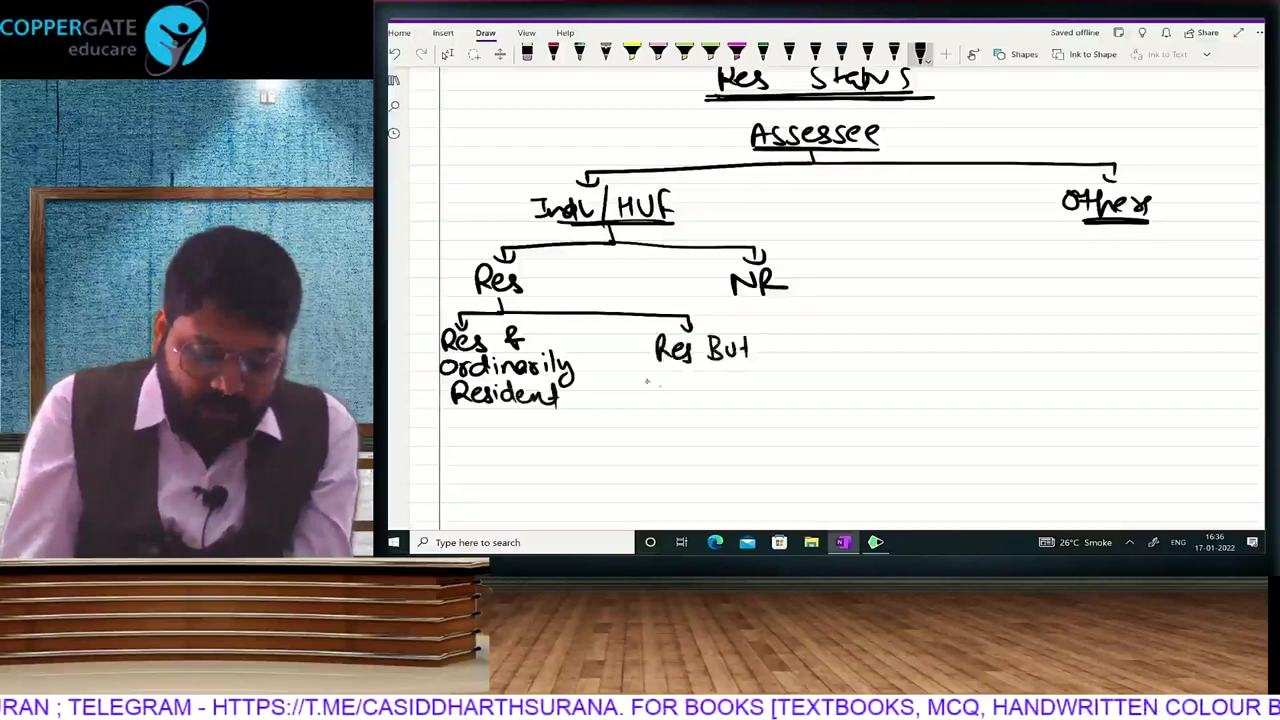 COPPERGATE
educare
Home Insert Draw View Help
Saved offline
Share
Shapes
Ink to Shape
Ink to Text
Res Status
Assessee
Indl / HUF
Others
Res
NR
Res &
Ordinarily
Resident
Res But
Type here to search
26°C Smoke
ENG
16:36
17-01-2022
URAN ; TELEGRAM - HTTPS://T.ME/CASIDDHARTHSURANA. FOR BOOKS [TEXTBOOKS, MCQ, HANDWRITTEN COLOUR B